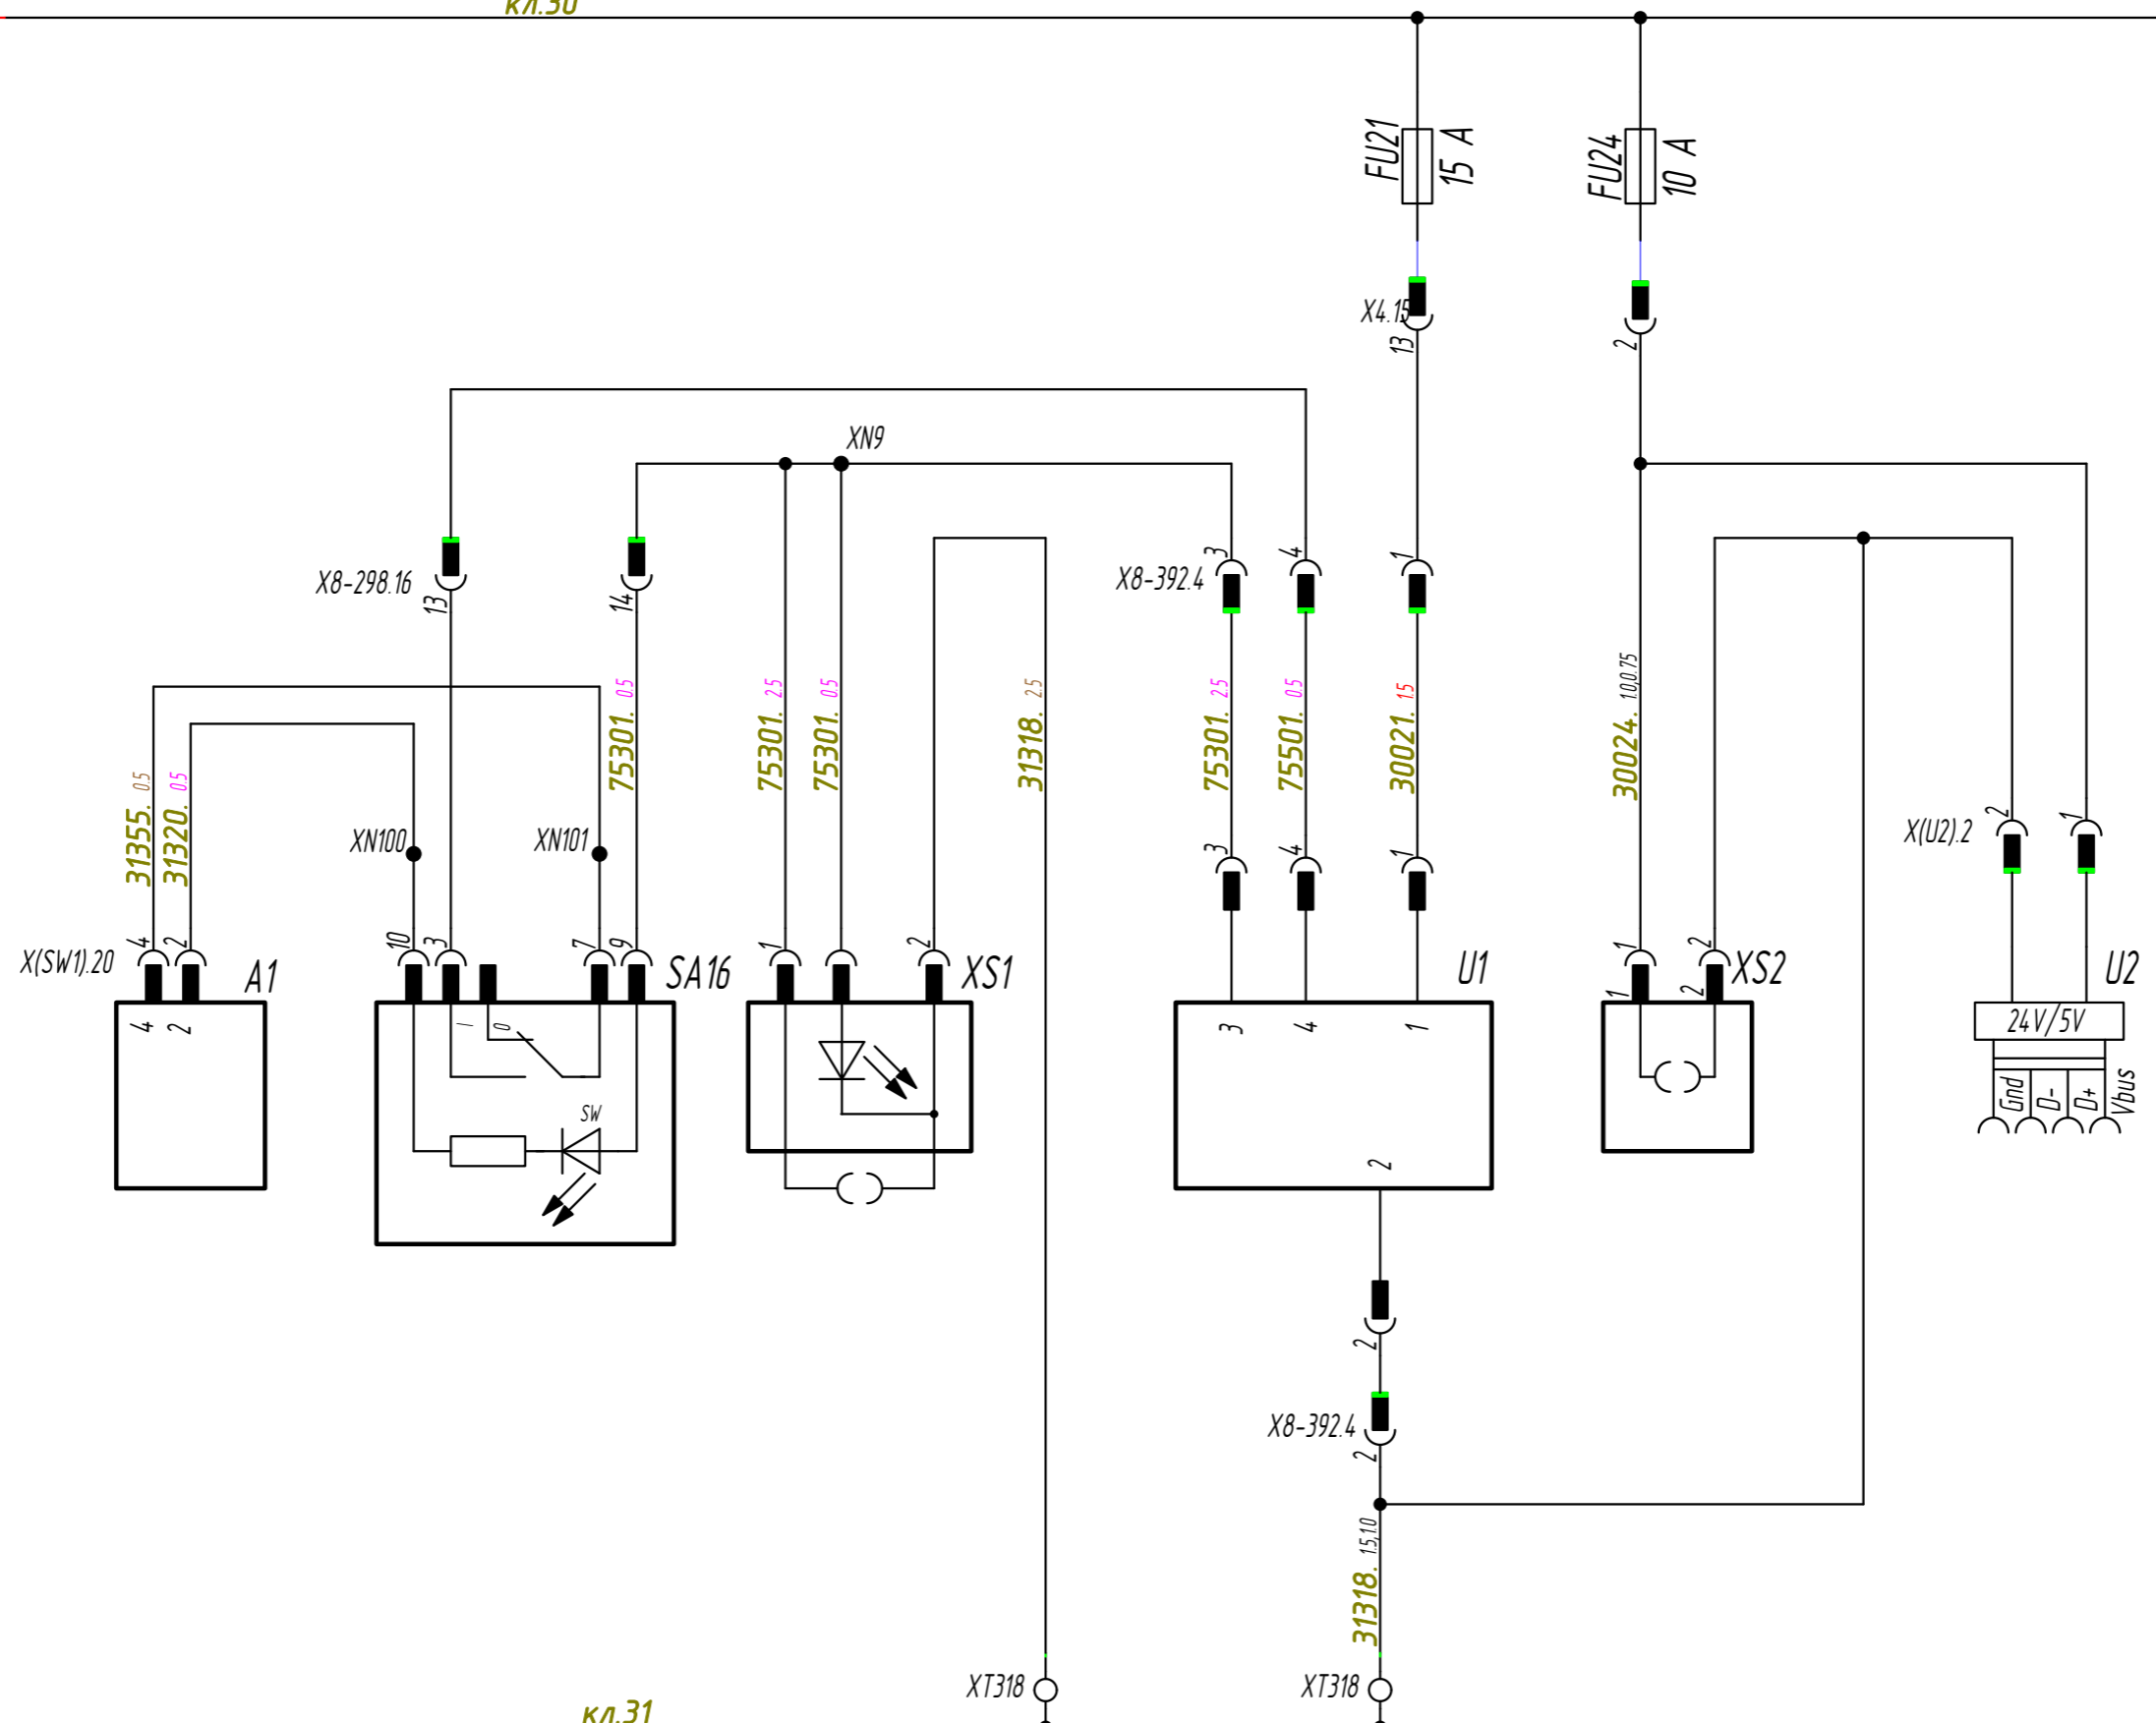 кл.30
FU21
15 A
FU24
10 A
X4.15
13
2
XN9
X8-298.16
13
14
X8-392.4
3
4
1
31355. 0.5
31320. 0.5
75301. 0.5
75301. 2.5
75301. 0.5
31318. 2.5
75301. 2.5
75501. 0.5
30021. 1.5
30024. 1.0,0.75
XN100
XN101
3
4
1
X(U2).2
2
1
X(SW1).20
4
2
A1
10
3
7
9
SA16
1
2
XS1
U1
1
2
XS2
U2
4
2
I
0
3
4
1
1
2
24V/5V
Gnd
D-
D+
Vbus
SW
2
2
X8-392.4
2
31318. 1.5,1.0
XT318
XT318
кл.31